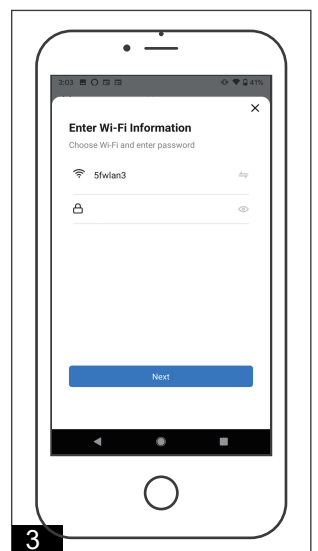 3:03 41%
Enter Wi-Fi Information
Choose Wi-Fi and enter password
5fwlan3
Next
3